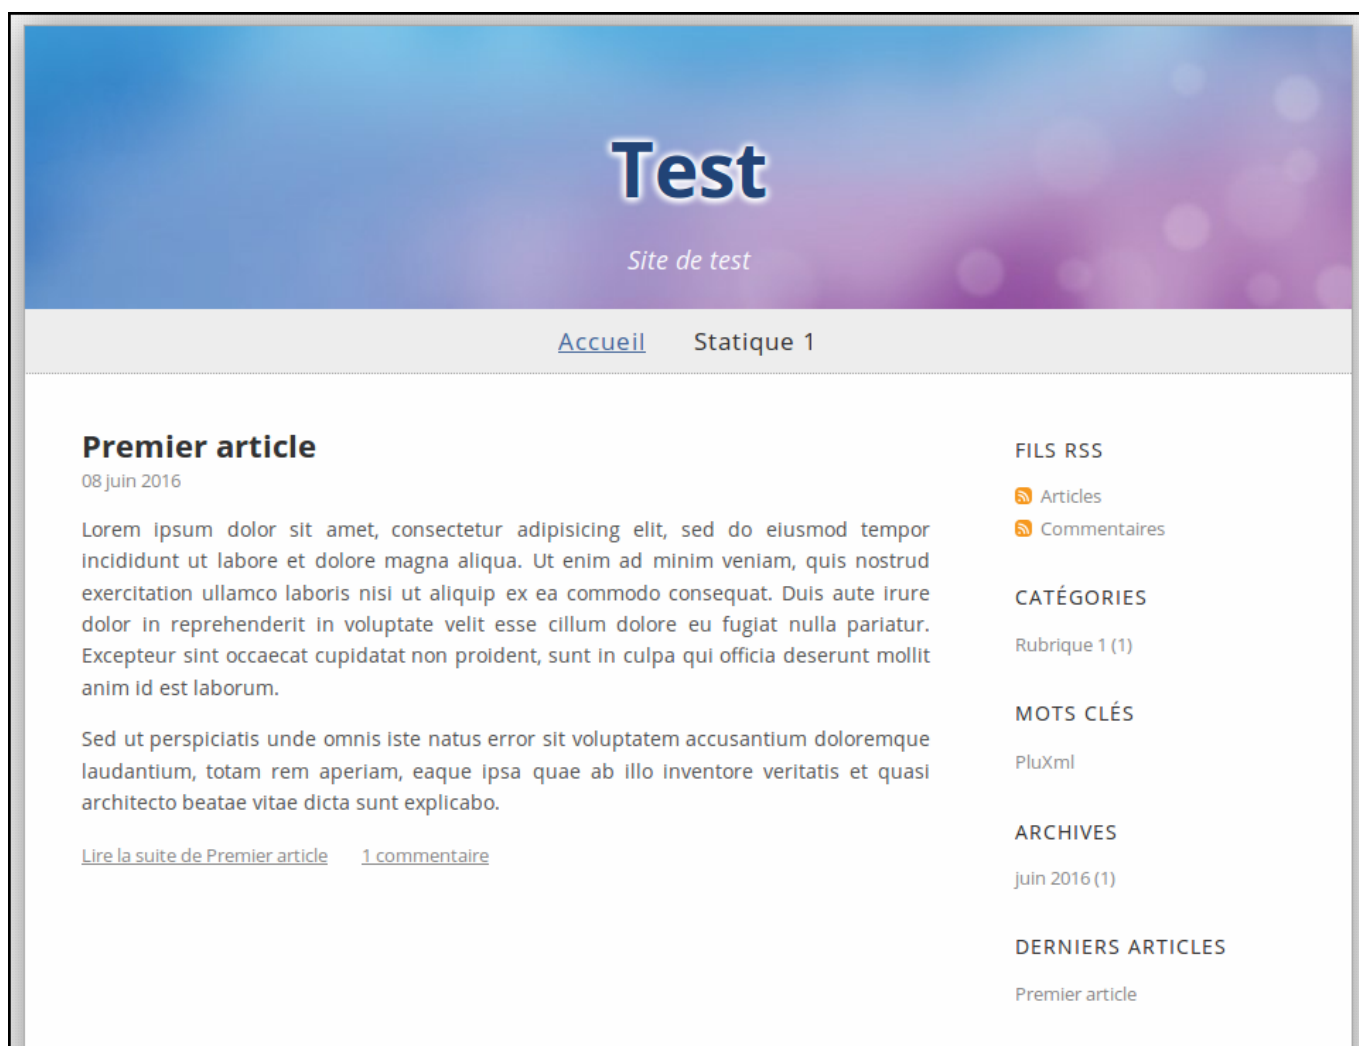 Test
Site de test
Accueil Statique 1
Premier article
08 juin 2016
Lorem ipsum dolor sit amet, consectetur adipisicing elit, sed do eiusmod tempor
incididunt ut labore et dolore magna aliqua. Ut enim ad minim veniam, quis nostrud
exercitation ullamco laboris nisi ut aliquip ex ea commodo consequat. Duis aute irure
dolor in reprehenderit in voluptate velit esse cillum dolore eu fugiat nulla pariatur.
Excepteur sint occaecat cupidatat non proident, sunt in culpa qui officia deserunt mollit
anim id est laborum.
Sed ut perspiciatis unde omnis iste natus error sit voluptatem accusantium doloremque
laudantium, totam rem aperiam, eaque ipsa quae ab illo inventore veritatis et quasi
architecto beatae vitae dicta sunt explicabo.
Lire la suite de Premier article 1 commentaire
FILS RSS
Articles
Commentaires
CATÉGORIES
Rubrique 1 (1)
MOTS CLÉS
PluXml
ARCHIVES
juin 2016 (1)
DERNIERS ARTICLES
Premier article